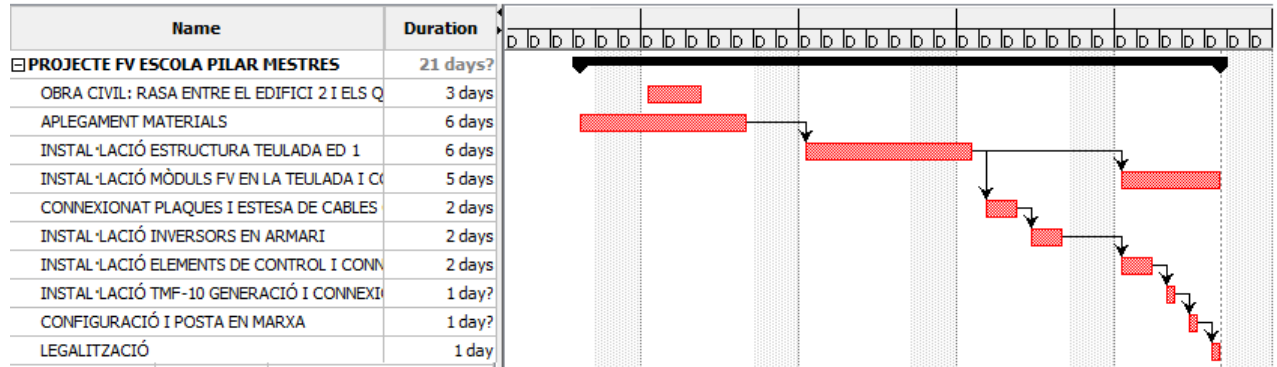 Name Duration
D D D D D D D D D D D D D D D D D D D D D D D D D D D D D D D D D D
PROJECTE FV ESCOLA PILAR MESTRES 21 days?
OBRA CIVIL: RASA ENTRE EL EDIFICI 2 I ELS Q 3 days
APLEGAMENT MATERIALS 6 days
INSTAL·LACIÓ ESTRUCTURA TEULADA ED 1 6 days
INSTAL·LACIÓ MÒDULS FV EN LA TEULADA I CO 5 days
CONNEXIONAT PLAQUES I ESTESA DE CABLES 2 days
INSTAL·LACIÓ INVERSORS EN ARMARI 2 days
INSTAL·LACIÓ ELEMENTS DE CONTROL I CONN 2 days
INSTAL·LACIÓ TMF-10 GENERACIÓ I CONNEXI 1 day?
CONFIGURACIÓ I POSTA EN MARXA 1 day?
LEGALITZACIÓ 1 day